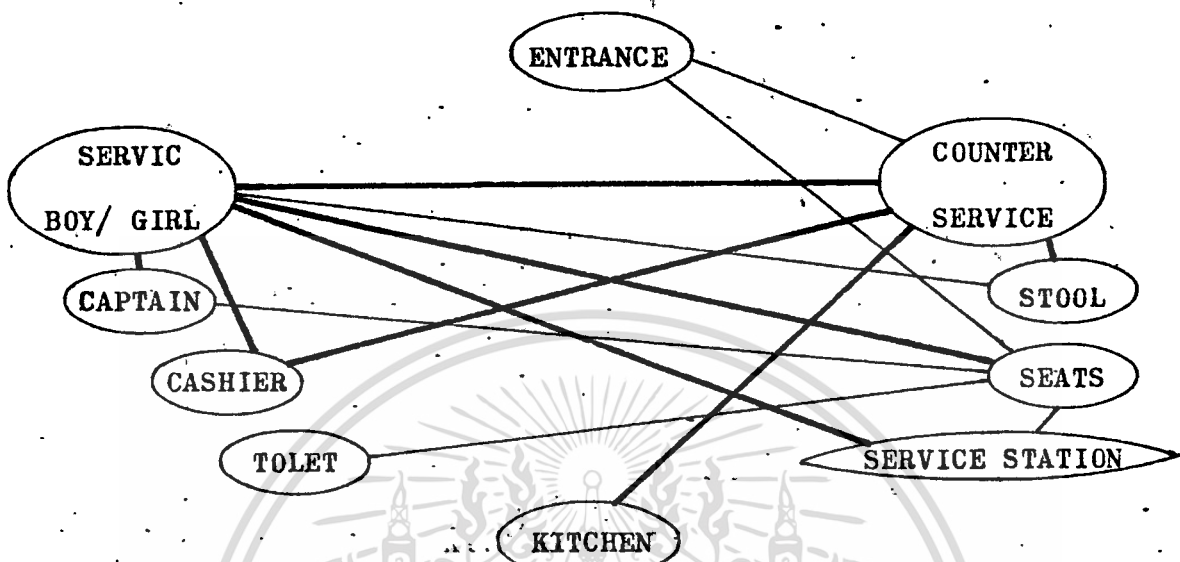 ENTRANCE
SERVIC
BOY/ GIRL
COUNTER
SERVICE
CAPTAIN
STOOL
CASHIER
SEATS
TOLET
SERVICE STATION
KITCHEN